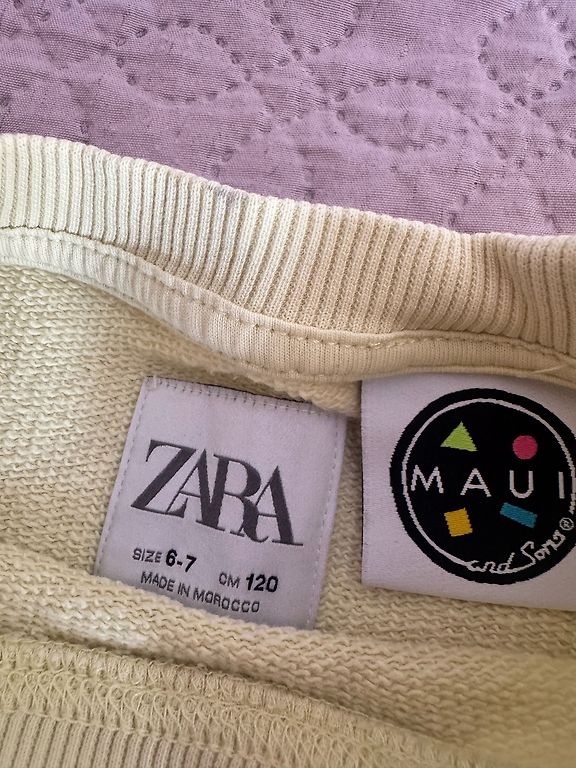 ZARA
SIZE 6-7 CM 120
MADE IN MOROCCO
MAUI
and Sons®